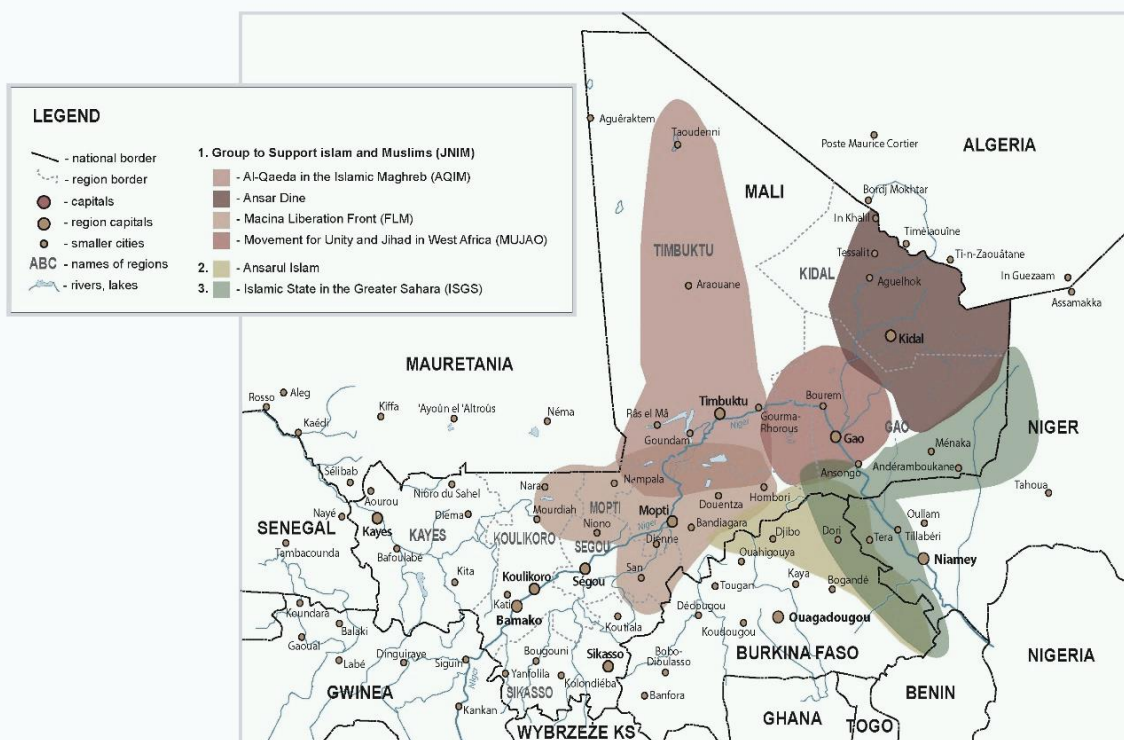 LEGEND
- national border
- region border
- capitals
- region capitals
- smaller cities
ABC - names of regions
- rivers, lakes
1. Group to Support islam and Muslims (JNIM)
- Al-Qaeda in the Islamic Maghreb (AQIM)
- Ansar Dine
- Macina Liberation Front (FLM)
- Movement for Unity and Jihad in West Africa (MUJAO)
2. - Ansarul Islam
3. - Islamic State in the Greater Sahara (ISGS)
Aguêraktem
Taoudenni
Poste Maurice Cortier
ALGERIA
MALI
Bordj Mokhtar
In Khalil
Timéiaouîne
TIMBUKTU
Tessalit
Ti-n-Zaouâtane
KIDAL
Aguelhok
In Guezaam
Araouane
Assamakka
Kidal
MAURETANIA
Rosso
Aleg
Kiffa
'Ayoûn el 'Altroûs
Néma
Timbuktu
Bourem
Râs el Mâ
Niger
Gourma-
Rhorous
Kaédi
Goundam
Gao
GAO
NIGER
Ménaka
Sélibab
Ansongo
Andéramboukane
Nioro du Sahel
Nara
Nampala
Hombori
Tahoua
Aourou
Douentza
MOPTI
Nayé
Kayes
Diéma
Mourdiah
Mopti
Oullam
SENEGAL
KAYES
Niono
Niger
Bandiagara
Djibo
Dori
Tera
Tillabéri
KOULIKORO
SEGOU
Djenne
Tambacounda
Bafoulabé
Ouahigouya
Niamey
Kita
Koulikoro
Ségou
San
Tougan
Kaya
Bogandé
Kati
Bamako
Koundara
Koutiala
Dédougou
Ouagadougou
Balaki
Koudougou
Gaoual
BURKINA FASO
Labé
Dinguiraye
Siguiri
Bougouni
Sikasso
Bobo-
Dibulasso
NIGERIA
Niger
Yanfolila
Kolondiéba
GWINEA
SIKASSO
Banfora
BENIN
Kankan
GHANA
TOGO
WYBRZEŻE KS